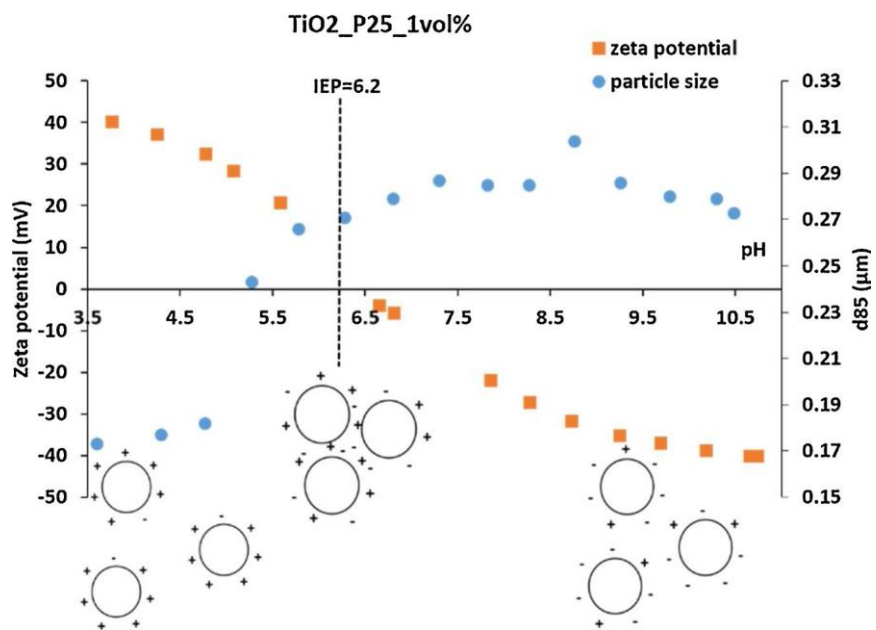 TiO2_P25_1vol%
zeta potential
particle size
IEP=6.2
50
40
30
20
10
0
-10
-20
-30
-40
-50
Zeta potential (mV)
3.5 4.5 5.5 6.5 7.5 8.5 9.5 10.5
pH
0.33
0.31
0.29
0.27
0.25
0.23
0.21
0.19
0.17
0.15
d85 (μm)